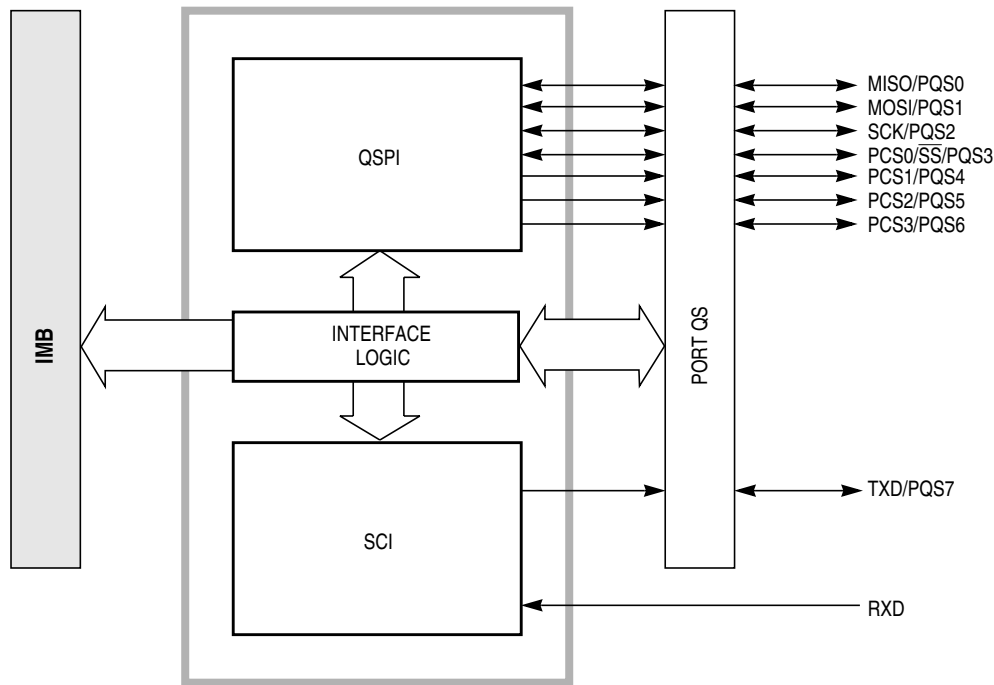 IMB
QSPI
INTERFACE
LOGIC
SCI
PORT QS
MISO/PQS0
MOSI/PQS1
SCK/PQS2
PCS0/S̅S̅/PQS3
PCS1/PQS4
PCS2/PQS5
PCS3/PQS6
TXD/PQS7
RXD